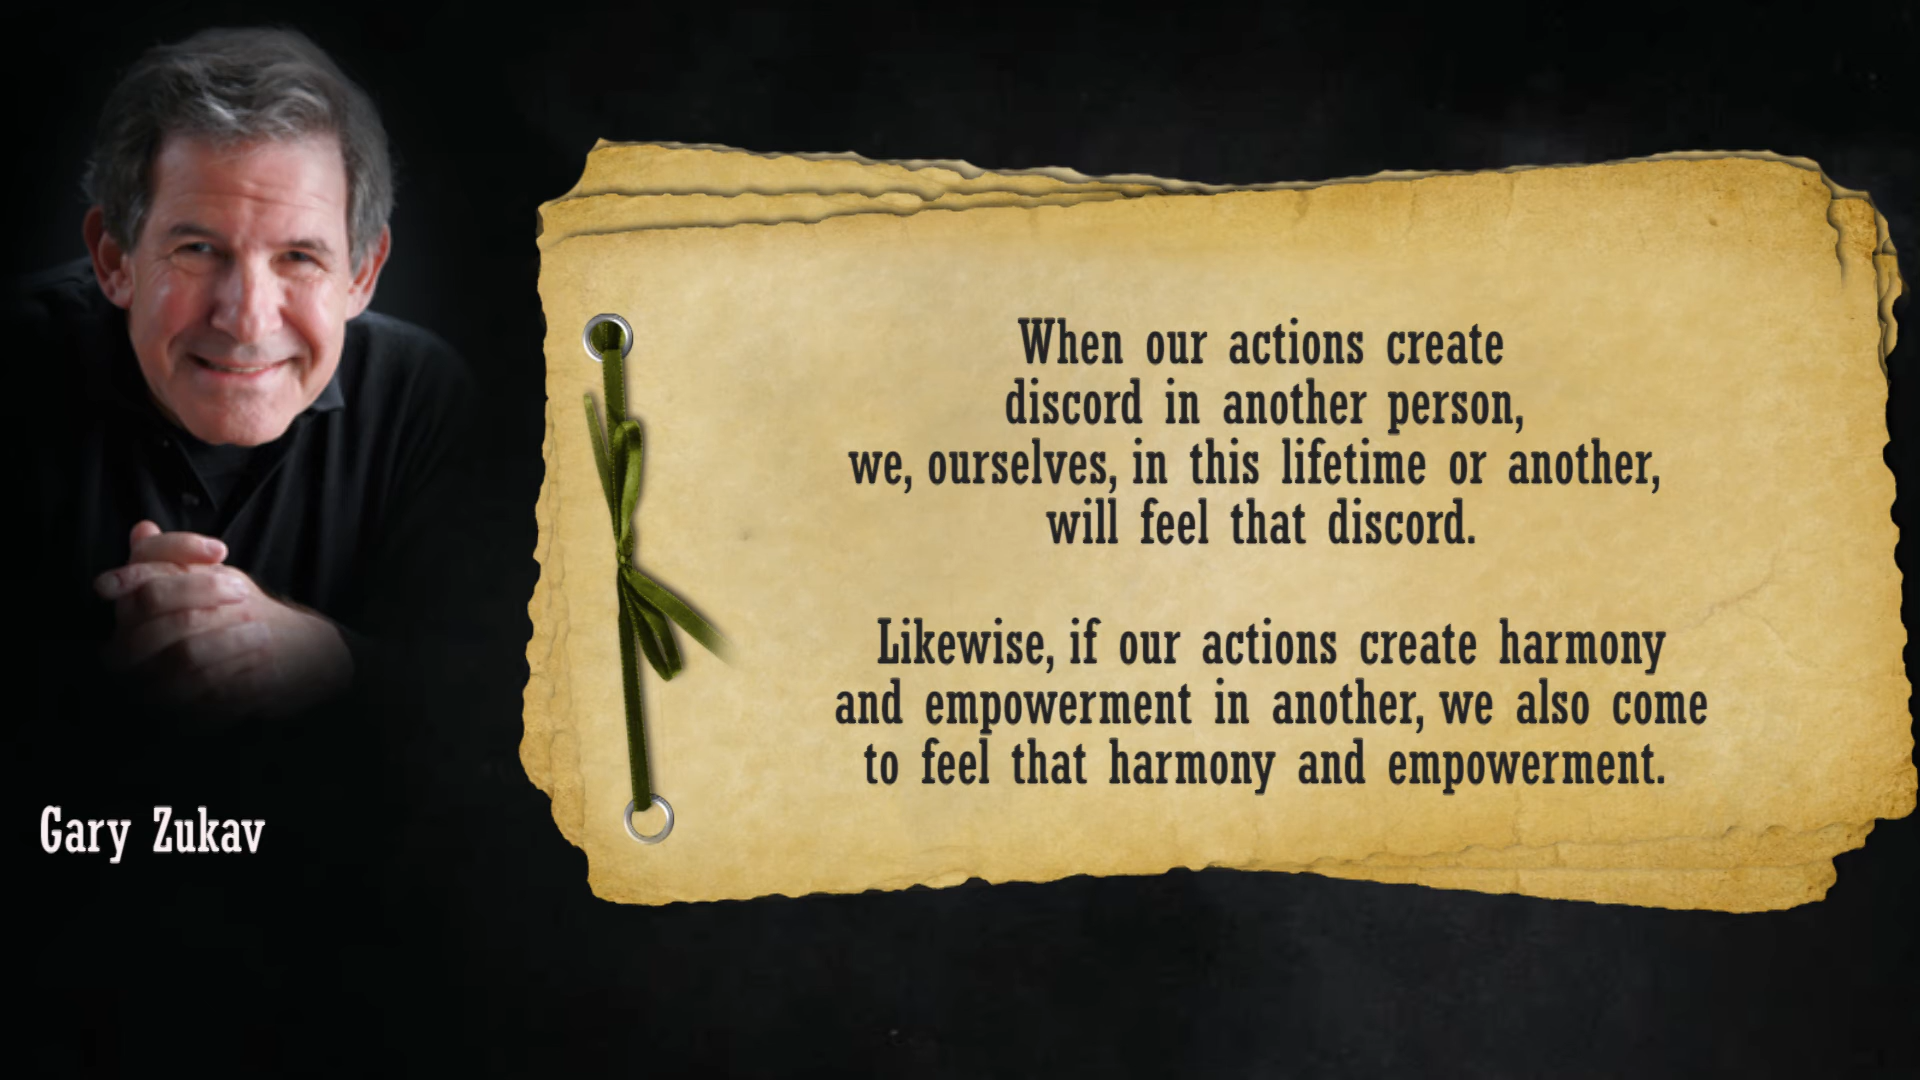 When our actions create
discord in another person,
we, ourselves, in this lifetime or another,
will feel that discord.
Likewise, if our actions create harmony
and empowerment in another, we also come
to feel that harmony and empowerment.
Gary Zukav